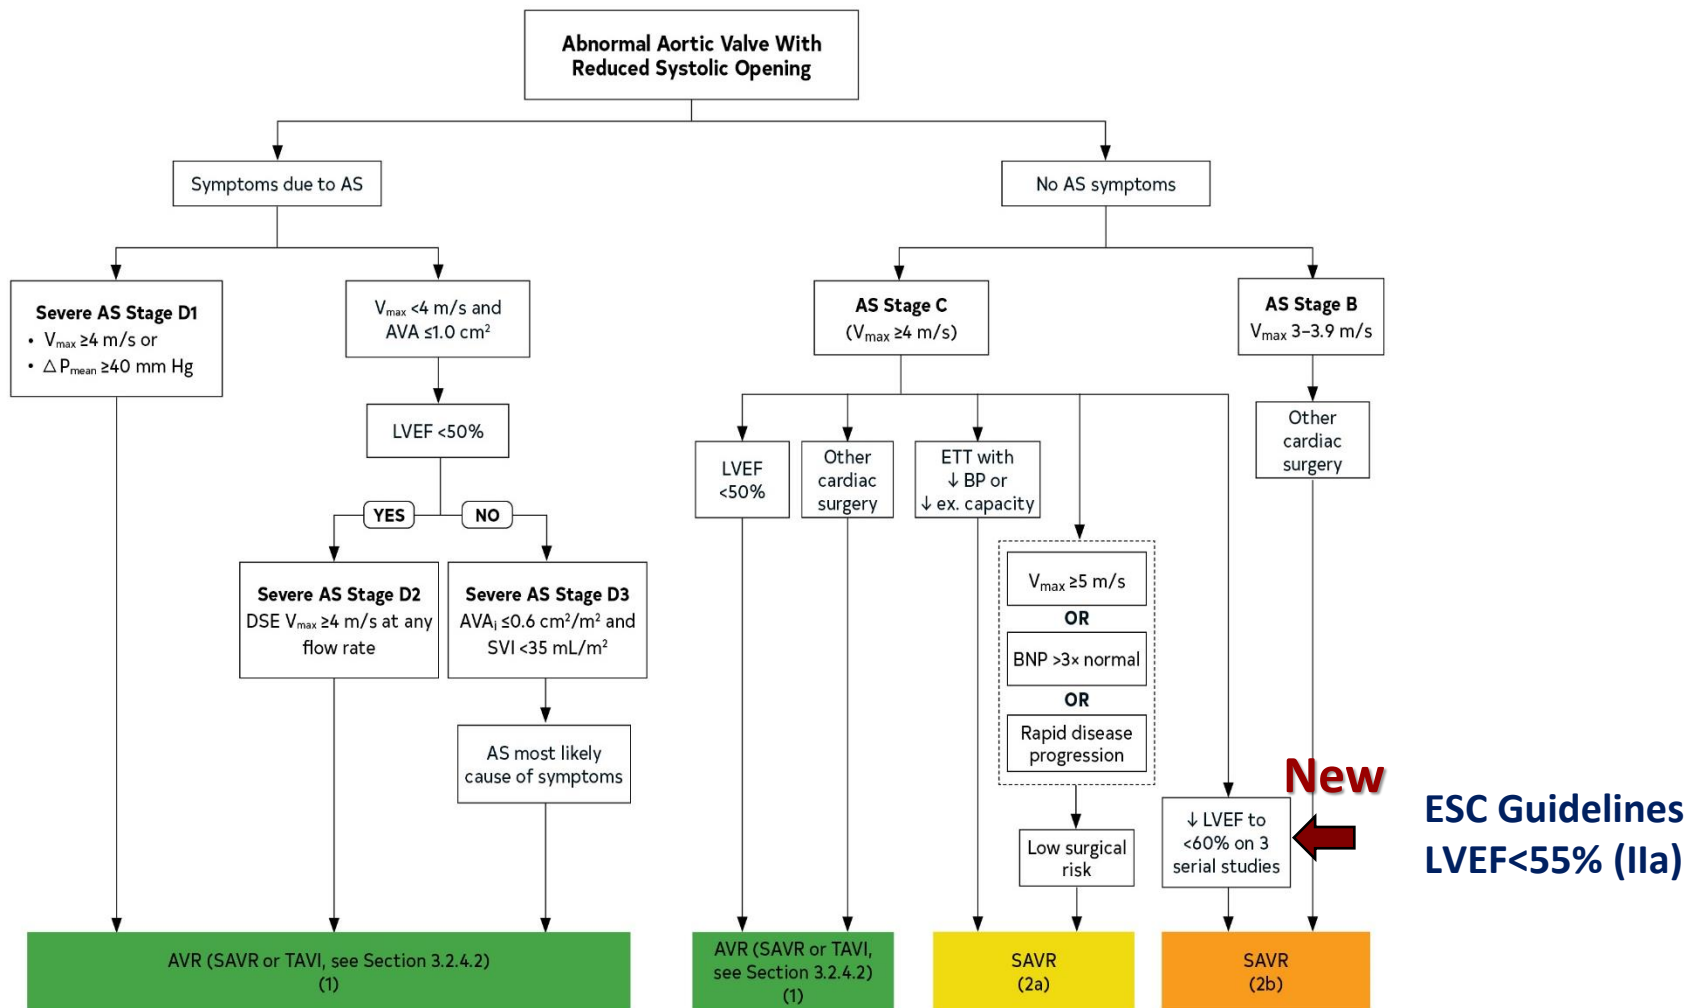 Abnormal Aortic Valve With
Reduced Systolic Opening
Symptoms due to AS
No AS symptoms
Severe AS Stage D1
• Vmax ≥4 m/s or
• △ Pmean ≥40 mm Hg
Vmax <4 m/s and
AVA ≤1.0 cm²
AS Stage C
(Vmax ≥4 m/s)
AS Stage B
Vmax 3–3.9 m/s
LVEF <50%
YES
NO
LVEF
<50%
Other
cardiac
surgery
ETT with
↓ BP or
↓ ex. capacity
Other
cardiac
surgery
Severe AS Stage D2
DSE Vmax ≥4 m/s at any
flow rate
Severe AS Stage D3
AVAi ≤0.6 cm²/m² and
SVI <35 mL/m²
AS most likely
cause of symptoms
Vmax ≥5 m/s
OR
BNP >3× normal
OR
Rapid disease
progression
Low surgical
risk
↓ LVEF to
<60% on 3
serial studies
New
ESC Guidelines
LVEF<55% (IIa)
AVR (SAVR or TAVI, see Section 3.2.4.2)
(1)
AVR (SAVR or TAVI,
see Section 3.2.4.2)
(1)
SAVR
(2a)
SAVR
(2b)